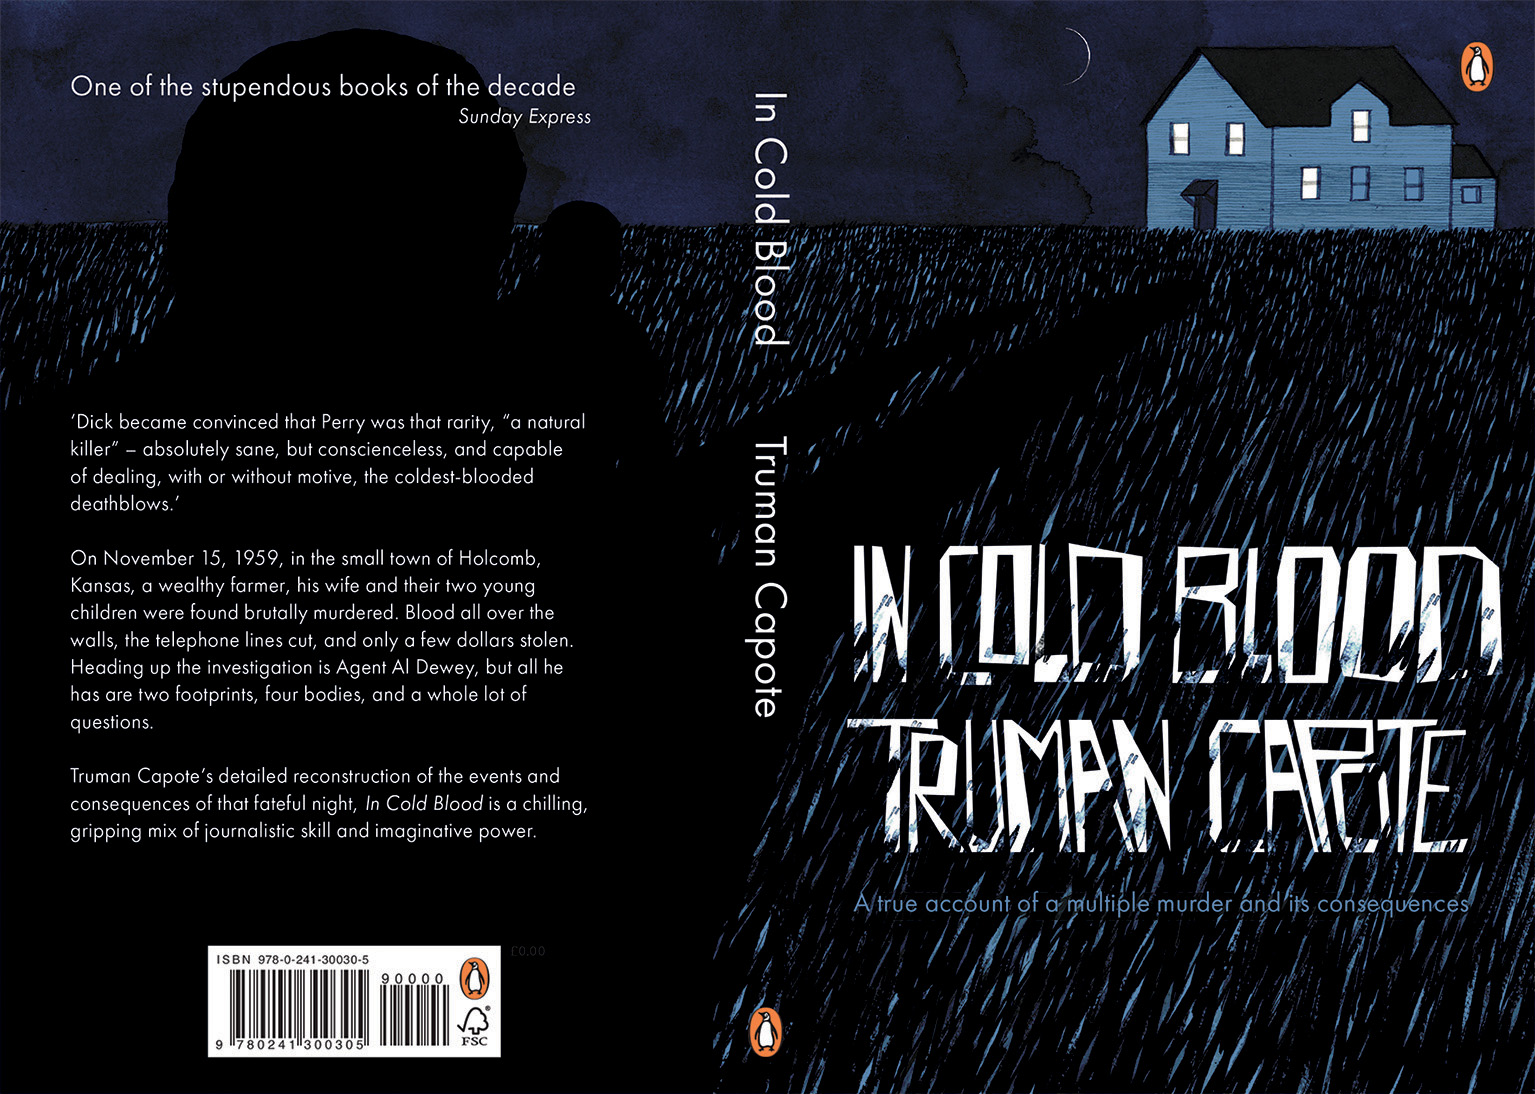 One of the stupendous books of the decade
Sunday Express
‘Dick became convinced that Perry was that rarity, “a natural
killer” – absolutely sane, but conscienceless, and capable
of dealing, with or without motive, the coldest-blooded
deathblows.’
On November 15, 1959, in the small town of Holcomb,
Kansas, a wealthy farmer, his wife and their two young
children were found brutally murdered. Blood all over the
walls, the telephone lines cut, and only a few dollars stolen.
Heading up the investigation is Agent Al Dewey, but all he
has are two footprints, four bodies, and a whole lot of
questions.
Truman Capote’s detailed reconstruction of the events and
consequences of that fateful night, In Cold Blood is a chilling,
gripping mix of journalistic skill and imaginative power.
ISBN 978-0-241-30030-5
90000
9 780241 300305
FSC
£0.00
In Cold Blood
Truman Capote
IN COLD BLOOD
TRUMAN CAPOTE
A true account of a multiple murder and its consequences